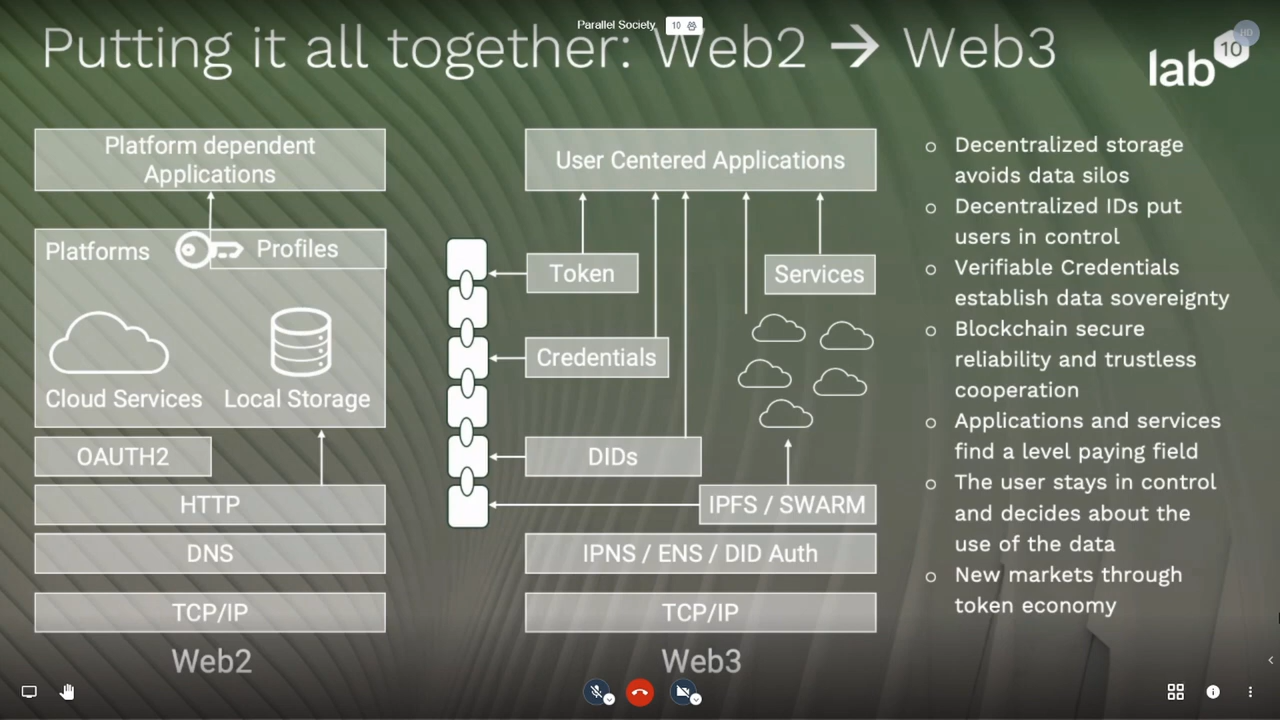 Parallel Society
10
Putting it all together: Web2 → Web3
lab10
HD
Platform dependent
Applications
Platforms
Profiles
Cloud Services
Local Storage
OAUTH2
HTTP
DNS
TCP/IP
Web2
User Centered Applications
Token
Services
Credentials
DIDs
IPFS / SWARM
IPNS / ENS / DID Auth
TCP/IP
Web3
Decentralized storage
avoids data silos
Decentralized IDs put
users in control
Verifiable Credentials
establish data sovereignty
Blockchain secure
reliability and trustless
cooperation
Applications and services
find a level paying field
The user stays in control
and decides about the
use of the data
New markets through
token economy